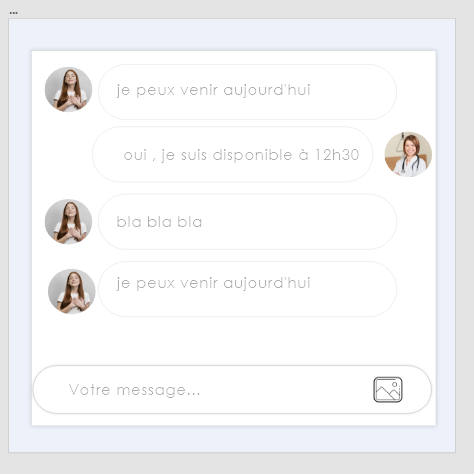 ...
je peux venir aujourd'hui
oui , je suis disponible à 12h30
bla bla bla
je peux venir aujourd'hui
Votre message...